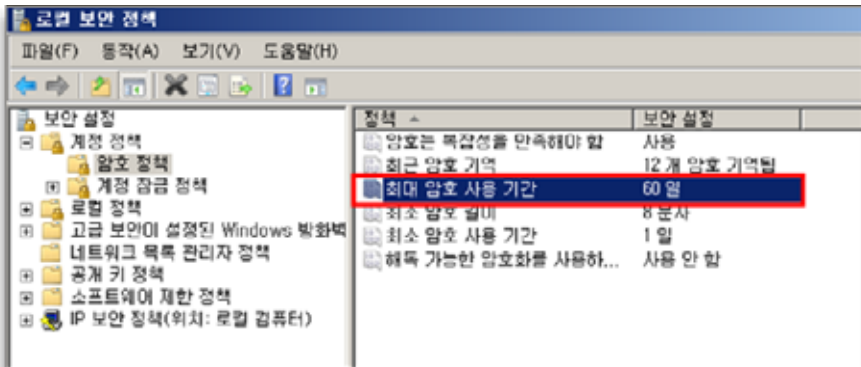 로컬 보안 정책
파일(F) 동작(A) 보기(V) 도움말(H)
보안 설정
계정 정책
암호 정책
계정 잠금 정책
로컬 정책
고급 보안이 설정된 Windows 방화벽
네트워크 목록 관리자 정책
공개 키 정책
소프트웨어 제한 정책
IP 보안 정책(위치: 로컬 컴퓨터)
정책 보안 설정
암호는 복잡성을 만족해야 함 사용
최근 암호 기억 12 개 암호 기억됨
최대 암호 사용 기간 60 일
최소 암호 길이 8 문자
최소 암호 사용 기간 1 일
해독 가능한 암호화를 사용하... 사용 안 함